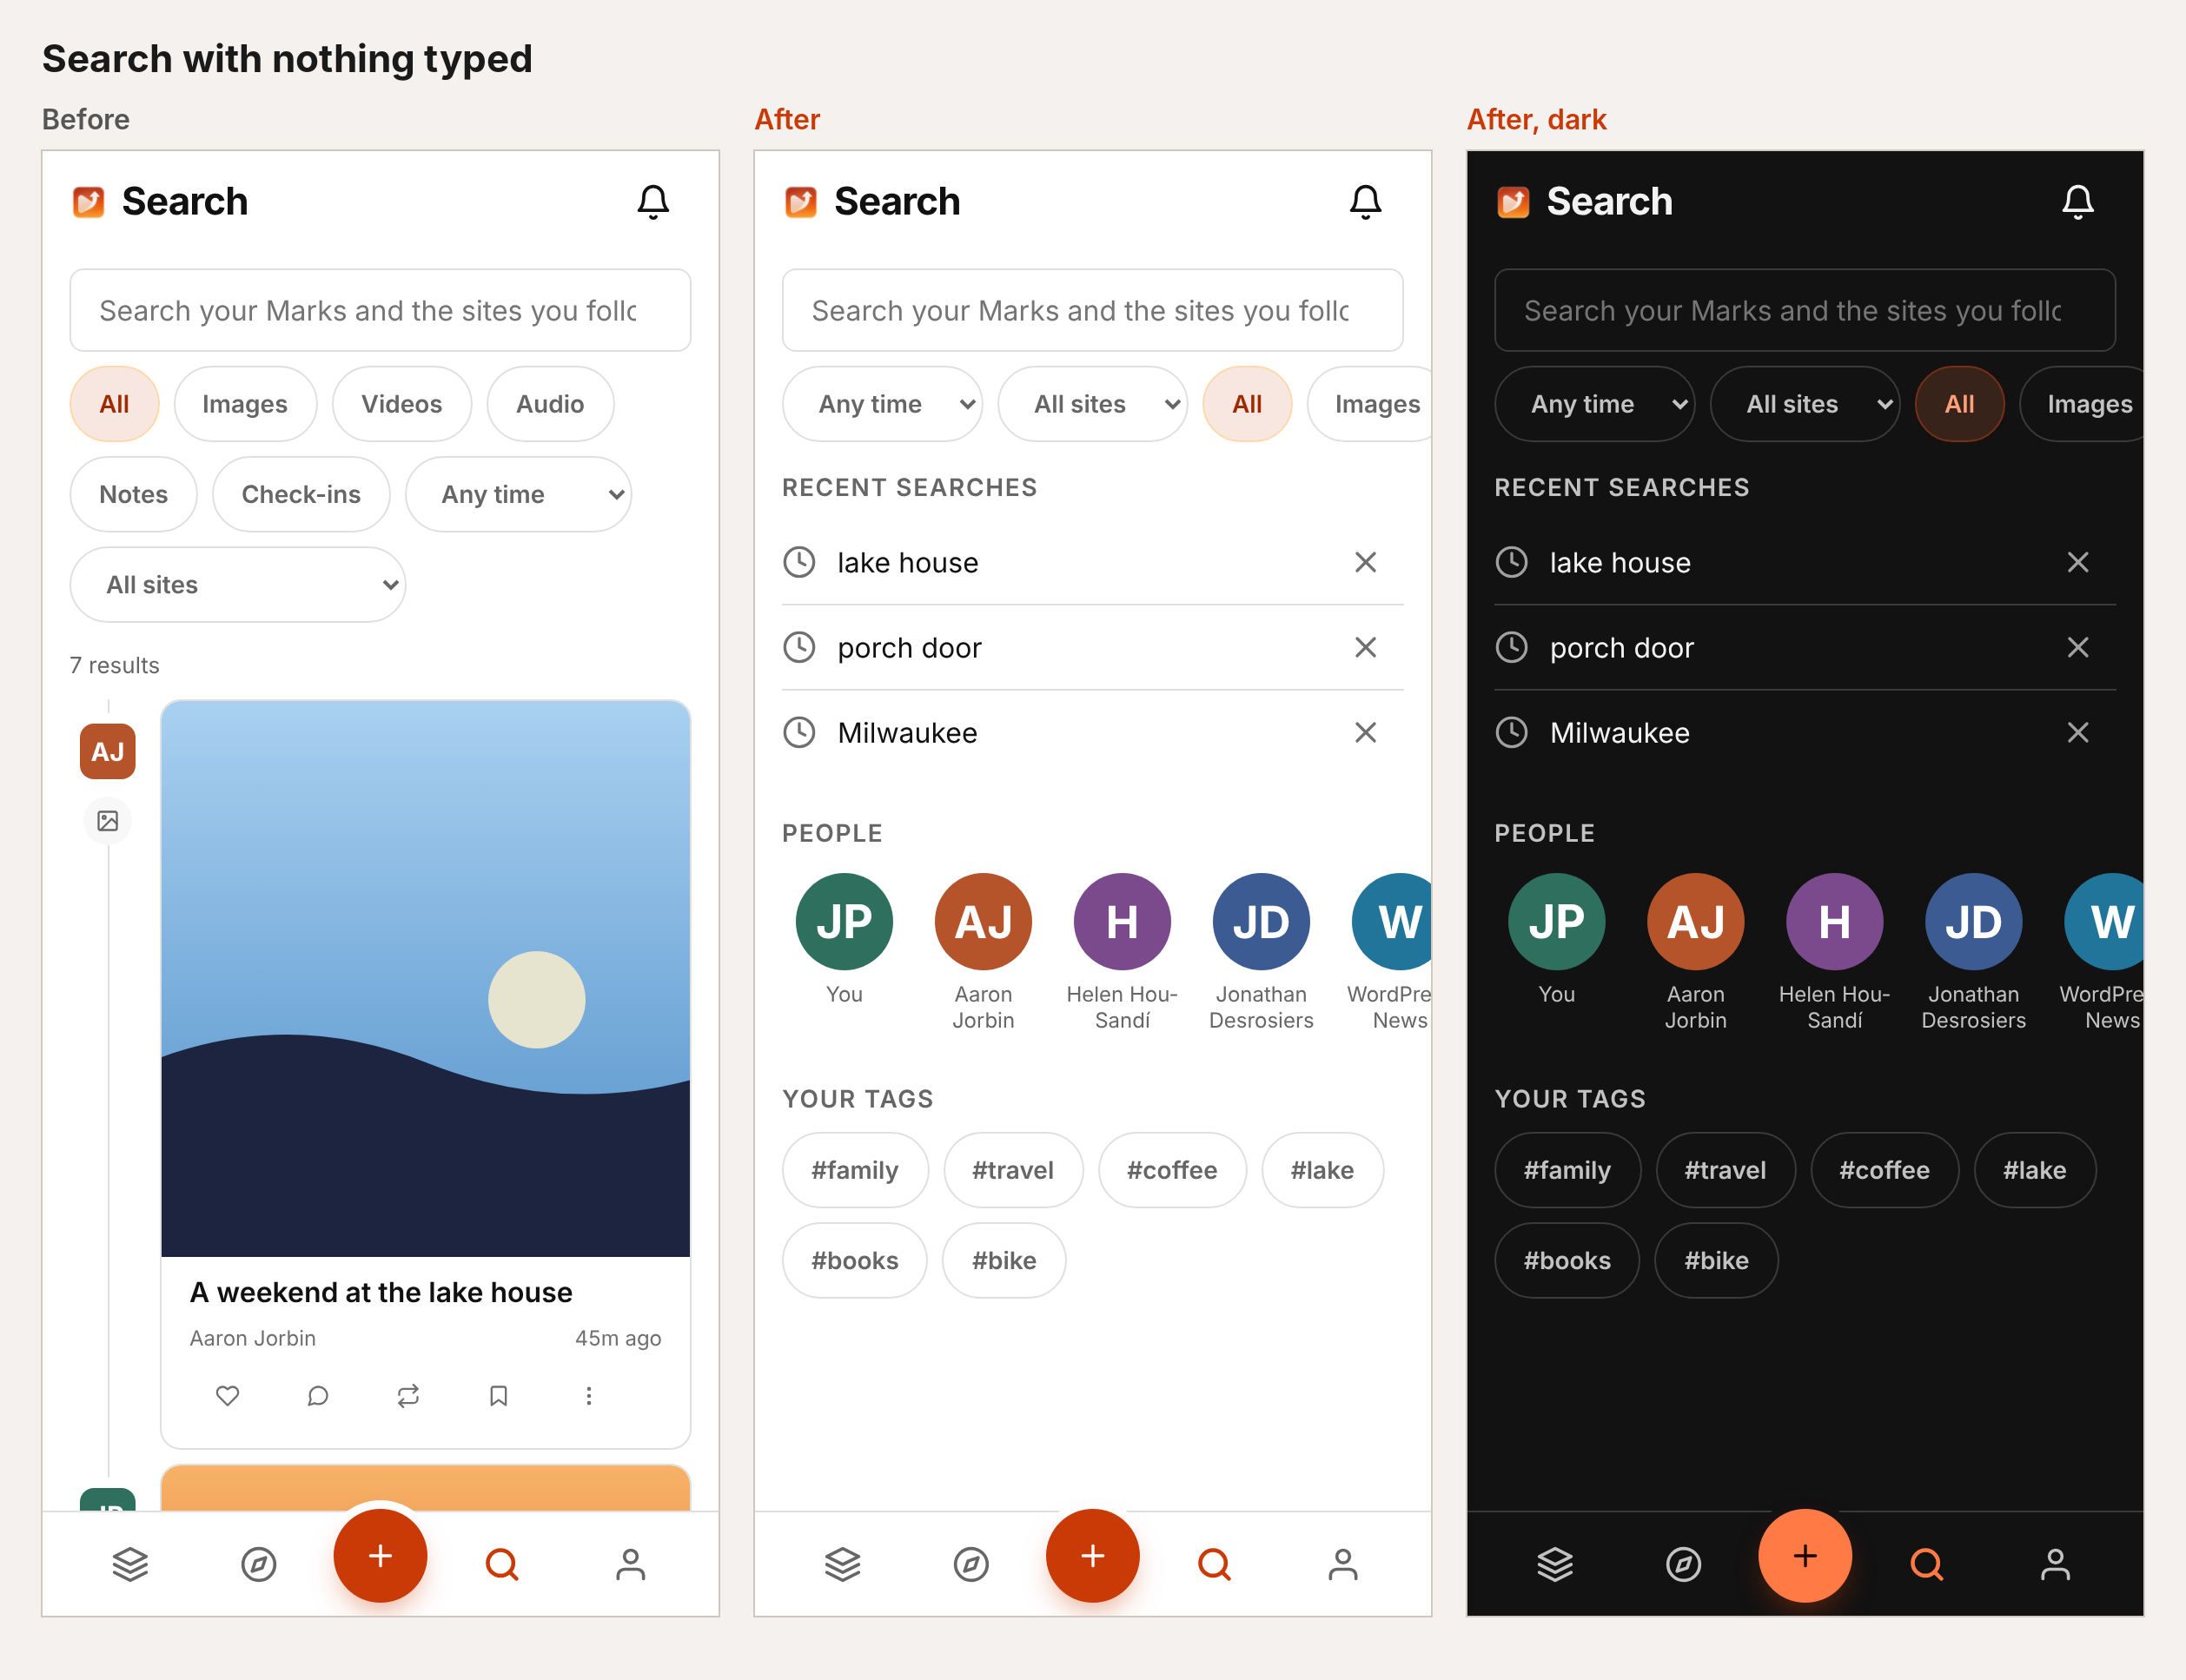 Search with nothing typed
Before
Search
Search your Marks and the sites you follo
All Images Videos Audio
Notes Check-ins Any time
All sites
7 results
AJ
A weekend at the lake house
Aaron Jorbin 45m ago
After
Search
Search your Marks and the sites you follo
Any time All sites All Images
RECENT SEARCHES
lake house
porch door
Milwaukee
PEOPLE
JP AJ H JD W
You Aaron Jorbin Helen Hou-Sandí Jonathan Desrosiers WordPre News
YOUR TAGS
#family #travel #coffee #lake
#books #bike
After, dark
Search
Search your Marks and the sites you follo
Any time All sites All Images
RECENT SEARCHES
lake house
porch door
Milwaukee
PEOPLE
JP AJ H JD W
You Aaron Jorbin Helen Hou-Sandí Jonathan Desrosiers WordPre News
YOUR TAGS
#family #travel #coffee #lake
#books #bike